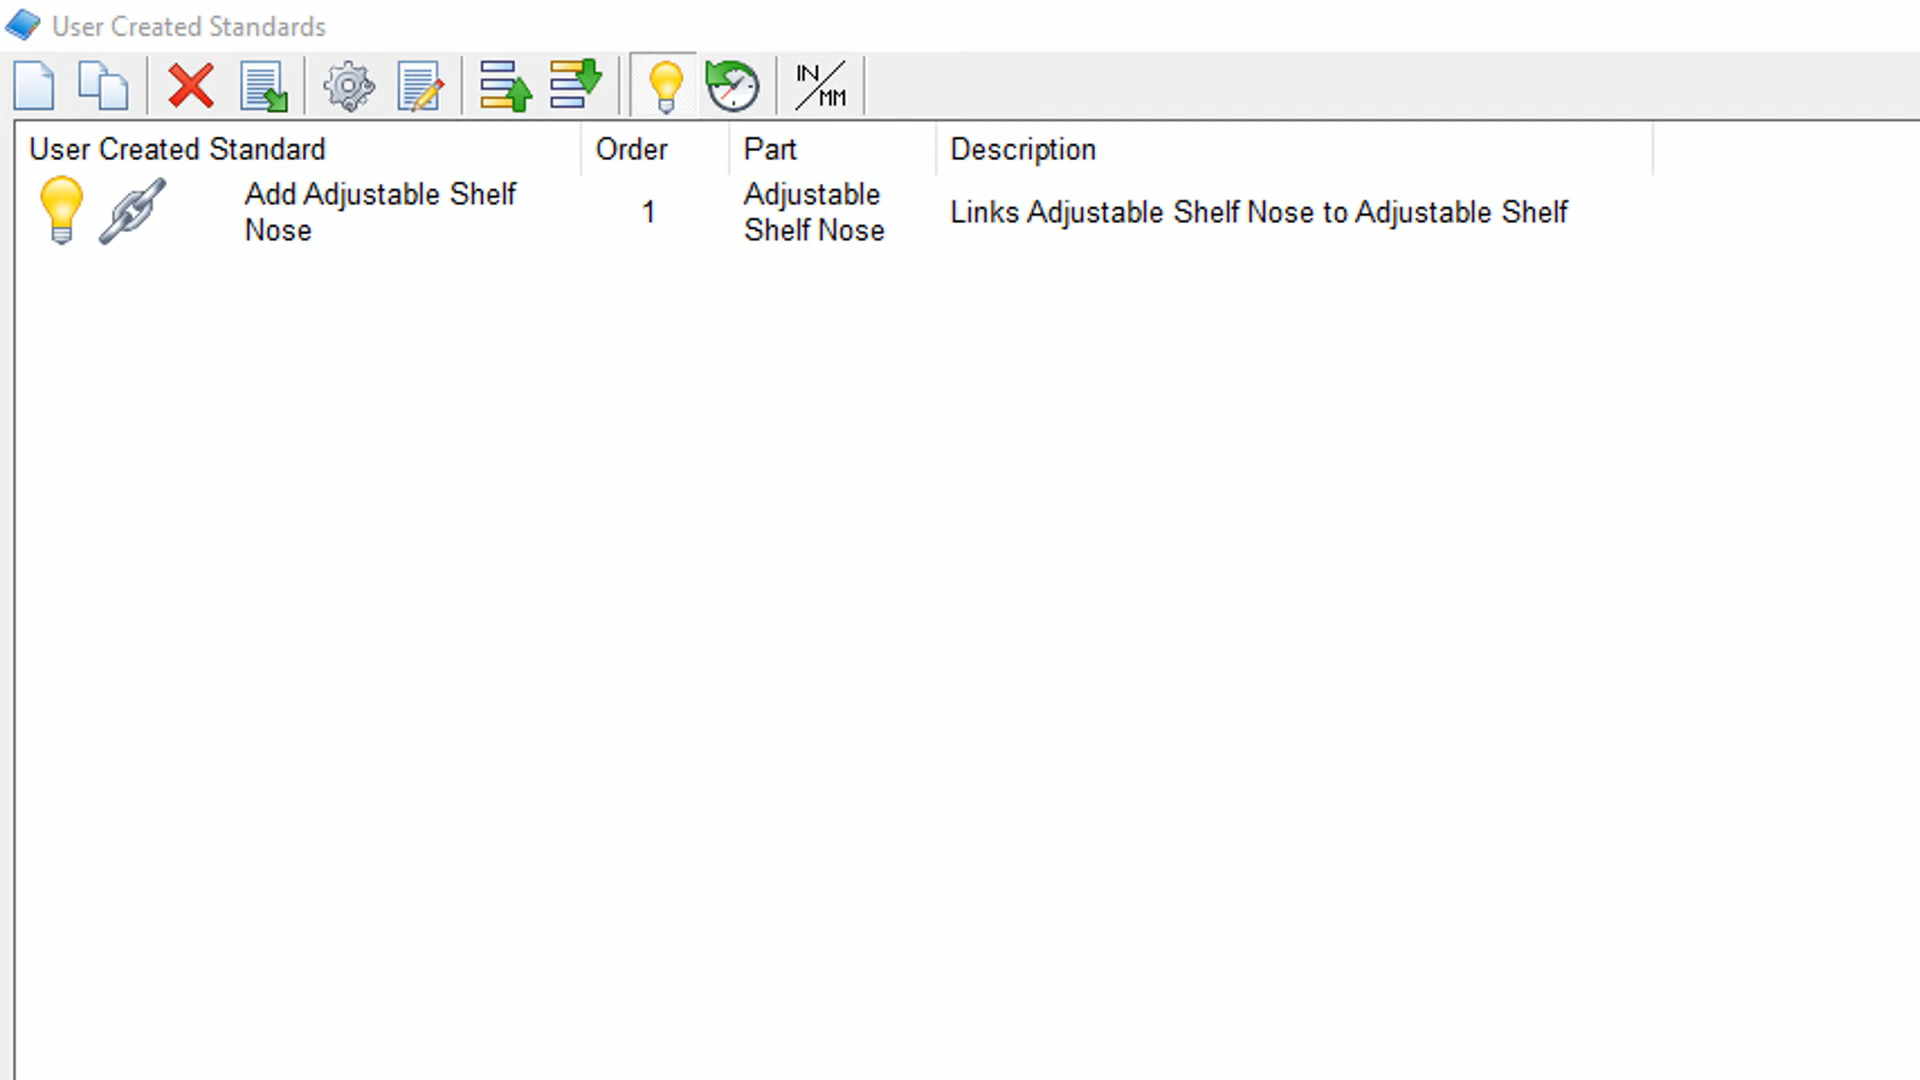 User Created Standards
IN/MM
User Created Standard Order Part Description
Add Adjustable Shelf
Nose
1
Adjustable
Shelf Nose
Links Adjustable Shelf Nose to Adjustable Shelf